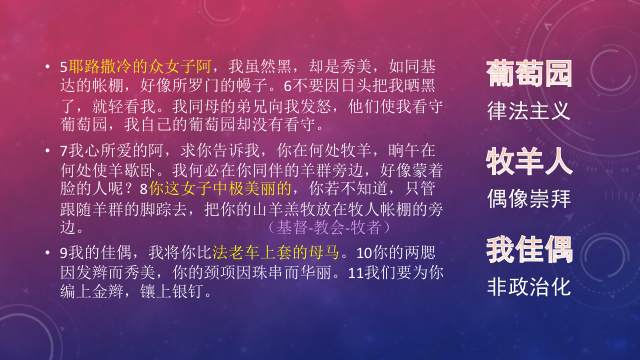 • 5耶路撒冷的众女子阿，我虽然黑，却是秀美，如同基
达的帐棚，好像所罗门的幔子。6不要因日头把我晒黑
了，就轻看我。我同母的弟兄向我发怒，他们使我看守
葡萄园，我自己的葡萄园却没有看守。
• 7我心所爱的阿，求你告诉我，你在何处牧羊，晌午在
何处使羊歇卧。我何必在你同伴的羊群旁边，好像蒙着
脸的人呢？8你这女子中极美丽的，你若不知道，只管
跟随羊群的脚踪去，把你的山羊羔牧放在牧人帐棚的旁
边。（基督-教会-牧者）
• 9我的佳偶，我将你比法老车上套的母马。10你的两腮
因发辫而秀美，你的颈项因珠串而华丽。11我们要为你
编上金辫，镶上银钉。
葡萄园
律法主义
牧羊人
偶像崇拜
我佳偶
非政治化